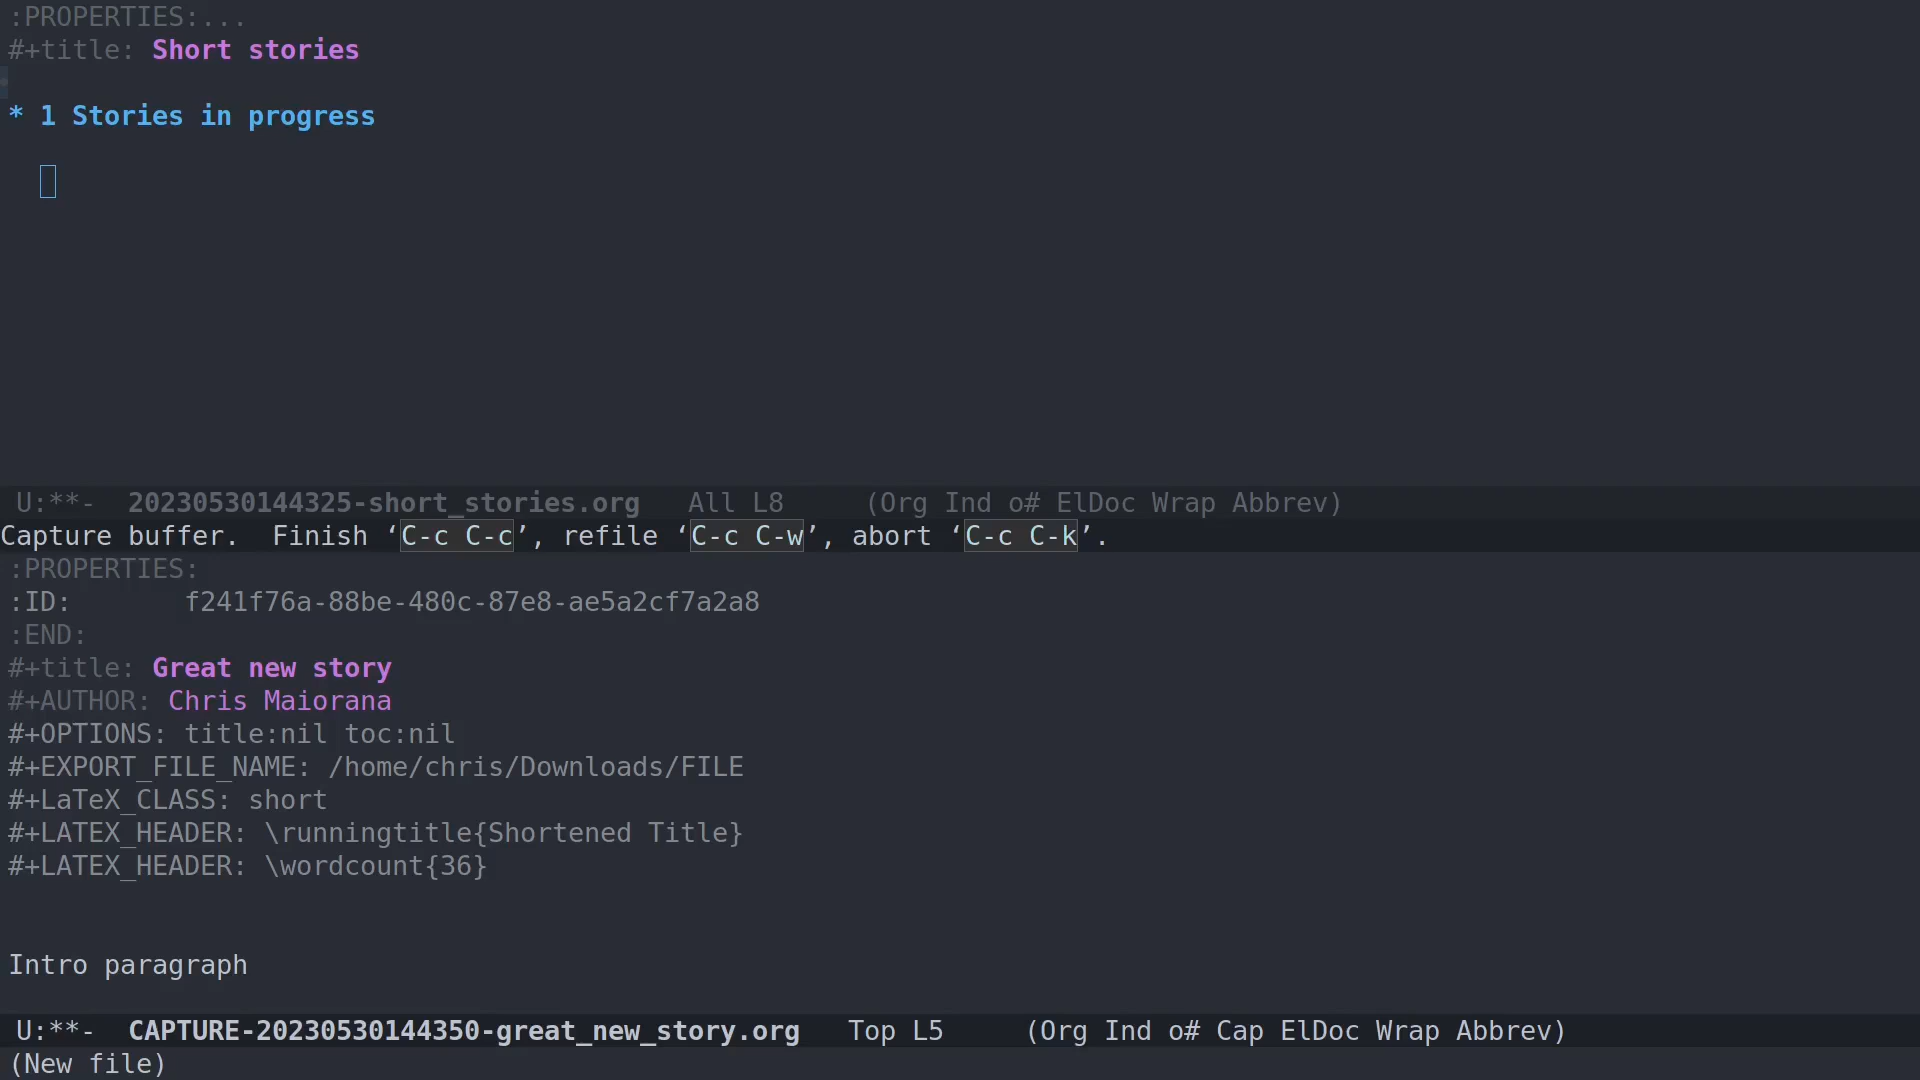 :PROPERTIES:...
#+title: Short stories
* 1 Stories in progress
U:**-  20230530144325-short_stories.org   All L8     (Org Ind o# ElDoc Wrap Abbrev)
Capture buffer.  Finish ‘C-c C-c’, refile ‘C-c C-w’, abort ‘C-c C-k’.
:PROPERTIES:
:ID:       f241f76a-88be-480c-87e8-ae5a2cf7a2a8
:END:
#+title: Great new story
#+AUTHOR: Chris Maiorana
#+OPTIONS: title:nil toc:nil
#+EXPORT_FILE_NAME: /home/chris/Downloads/FILE
#+LaTeX_CLASS: short
#+LATEX_HEADER: \runningtitle{Shortened Title}
#+LATEX_HEADER: \wordcount{36}
Intro paragraph
U:**-  CAPTURE-20230530144350-great_new_story.org   Top L5     (Org Ind o# Cap ElDoc Wrap Abbrev)
(New file)